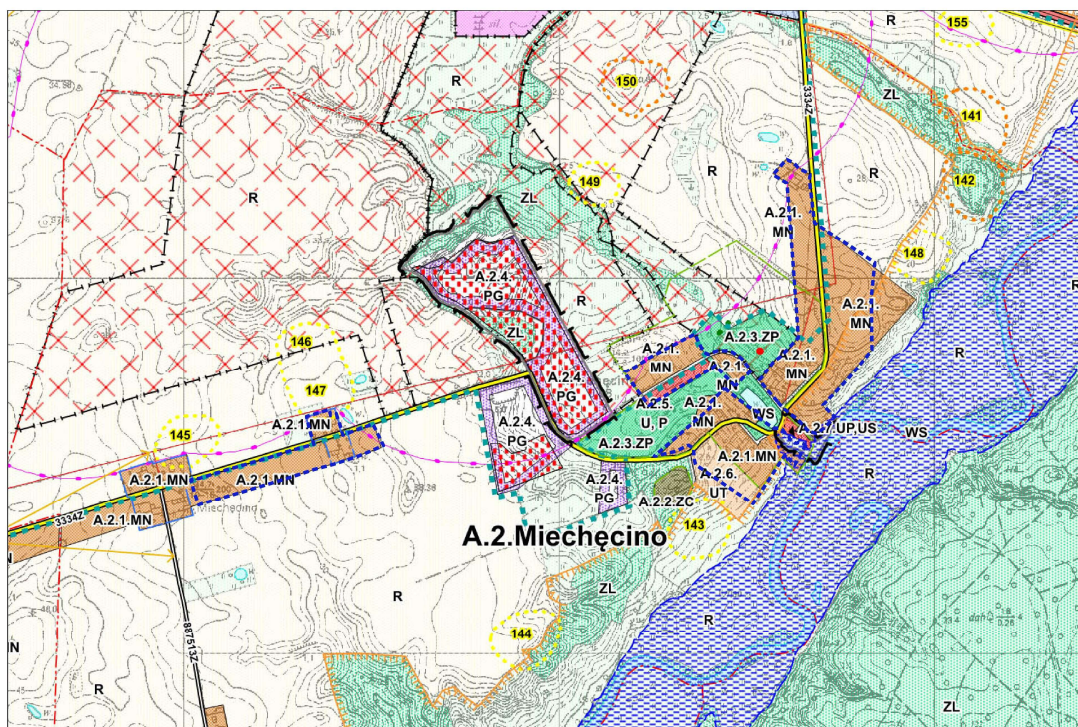 155
R
R
150
3334Z
ZL
141
R
R
142
R
149
ZL
A.2.1.
MN
148
R
A.2.4.
PG
R
A.2.1.
MN
ZL
146
A.2.3.ZP
A.2.1.
MN
A.2.1.
MN
A.2.1.
MN
R
147
A.2.4.
PG
A.2.4.
PG
A.2.5.
U, P
A.2.1.
MN
WS
A.2.1.MN
145
A.2.7.UP,US
WS
A.2.3.ZP
A.2.1.MN
R
A.2.1.MN
A.2.1.MN
A.2.4.
PG
A.2.6.
UT
A.2.2.ZC
A.2.1.MN
3334Z
Miechęcino
143
A.2.Miechęcino
ZL
R
R
144
887513Z
R
ZL